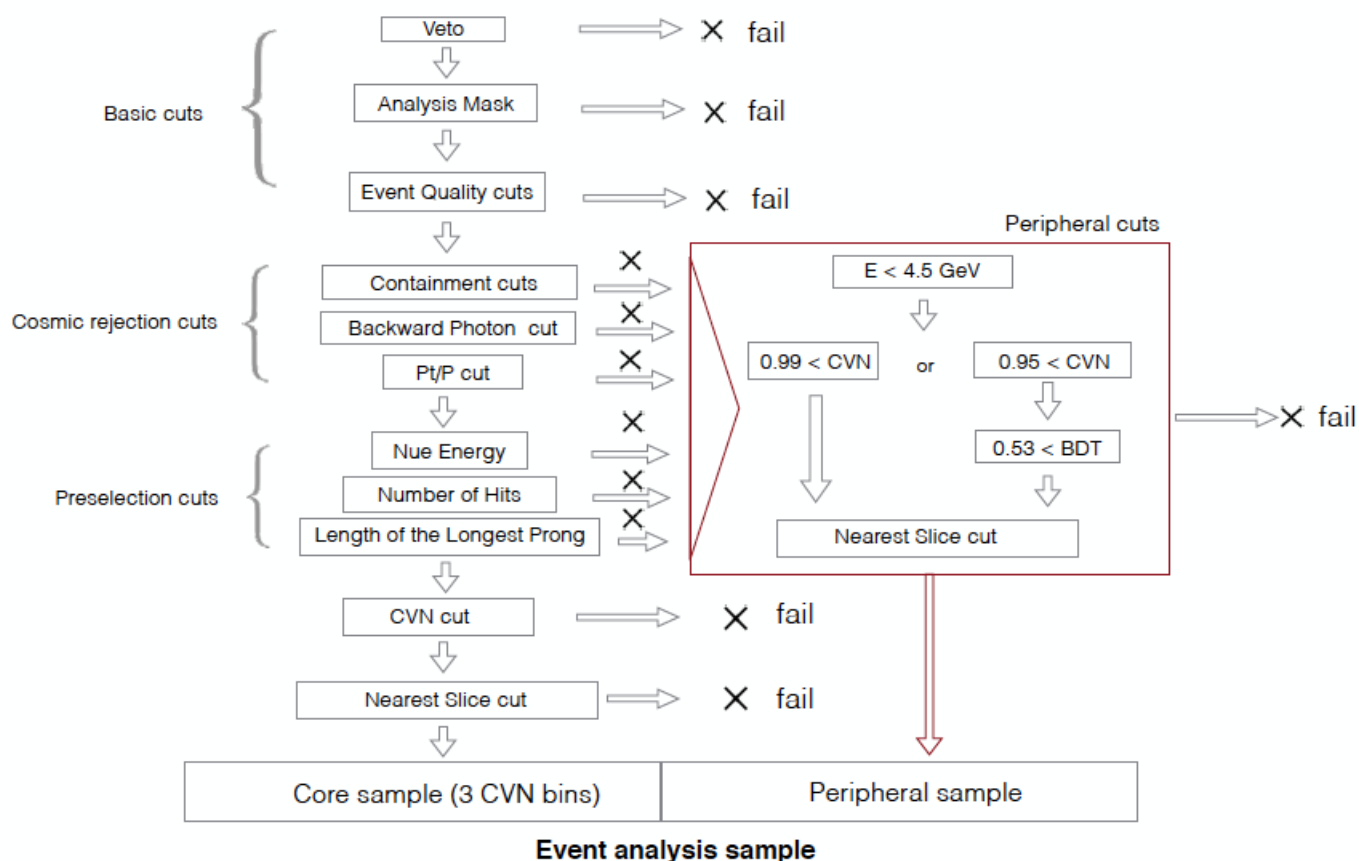 Veto
fail
Basic cuts
Analysis Mask
fail
Event Quality cuts
fail
Peripheral cuts
Cosmic rejection cuts
Containment cuts
Backward Photon cut
Pt/P cut
E < 4.5 GeV
0.99 < CVN
or
0.95 < CVN
0.53 < BDT
Nearest Slice cut
fail
Preselection cuts
Nue Energy
Number of Hits
Length of the Longest Prong
CVN cut
fail
Nearest Slice cut
fail
Core sample (3 CVN bins)
Peripheral sample
Event analysis sample